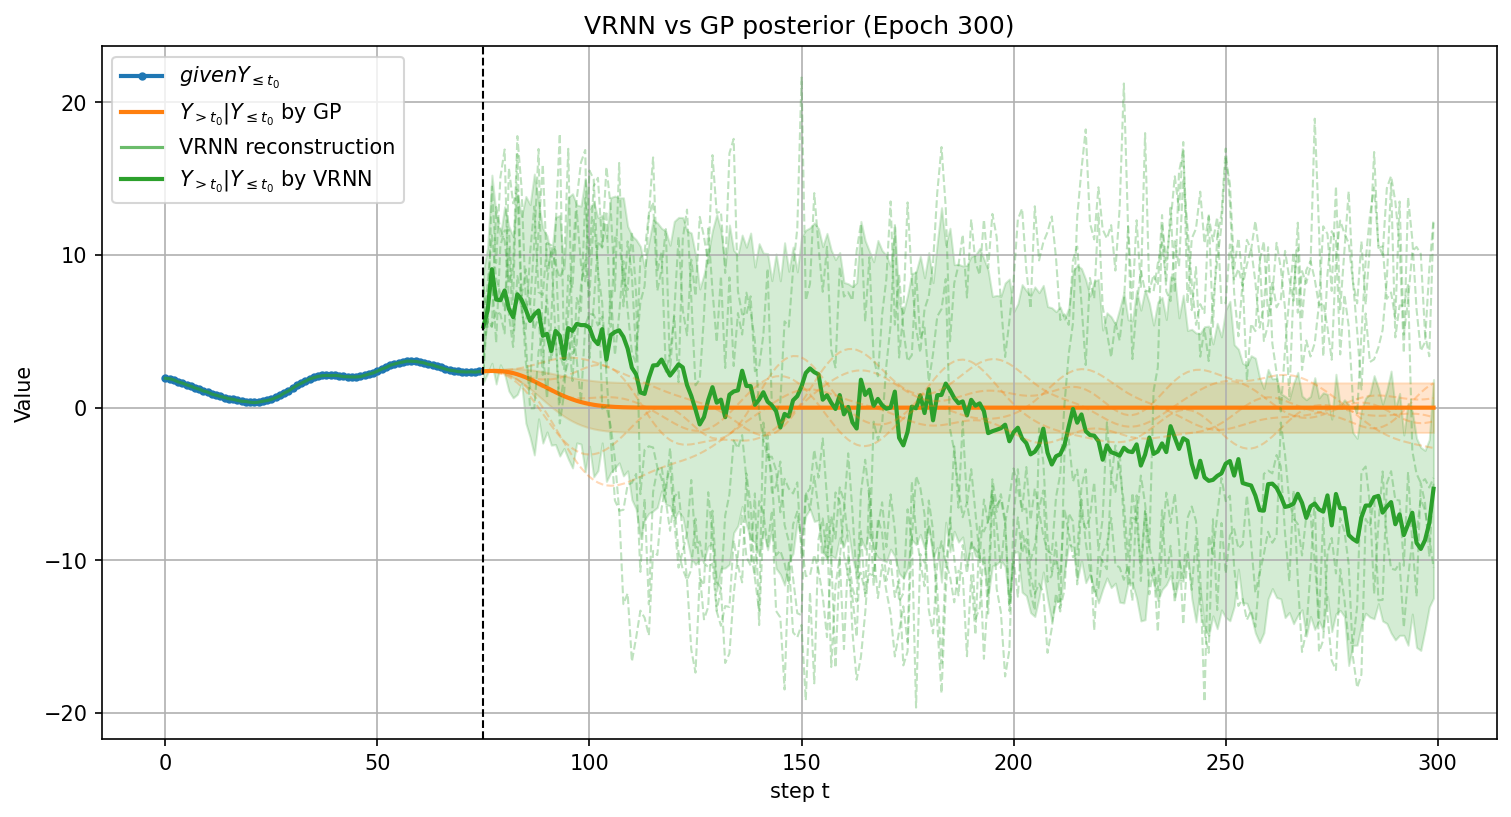 VRNN vs GP posterior (Epoch 300)
givenY≤t₀
Y>t₀|Y≤t₀ by GP
VRNN reconstruction
Y>t₀|Y≤t₀ by VRNN
Value
20
10
0
−10
−20
0 50 100 150 200 250 300
step t